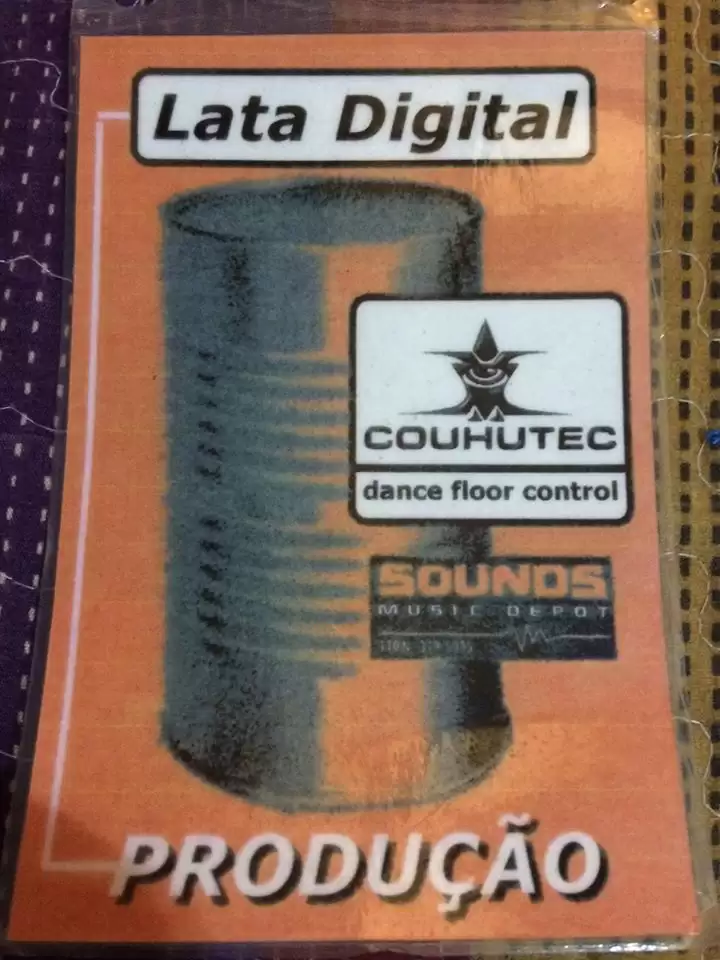 Lata Digital
COUHUTEC
dance floor control
SOUNDS
MUSIC DEPOT
PRODUÇÃO